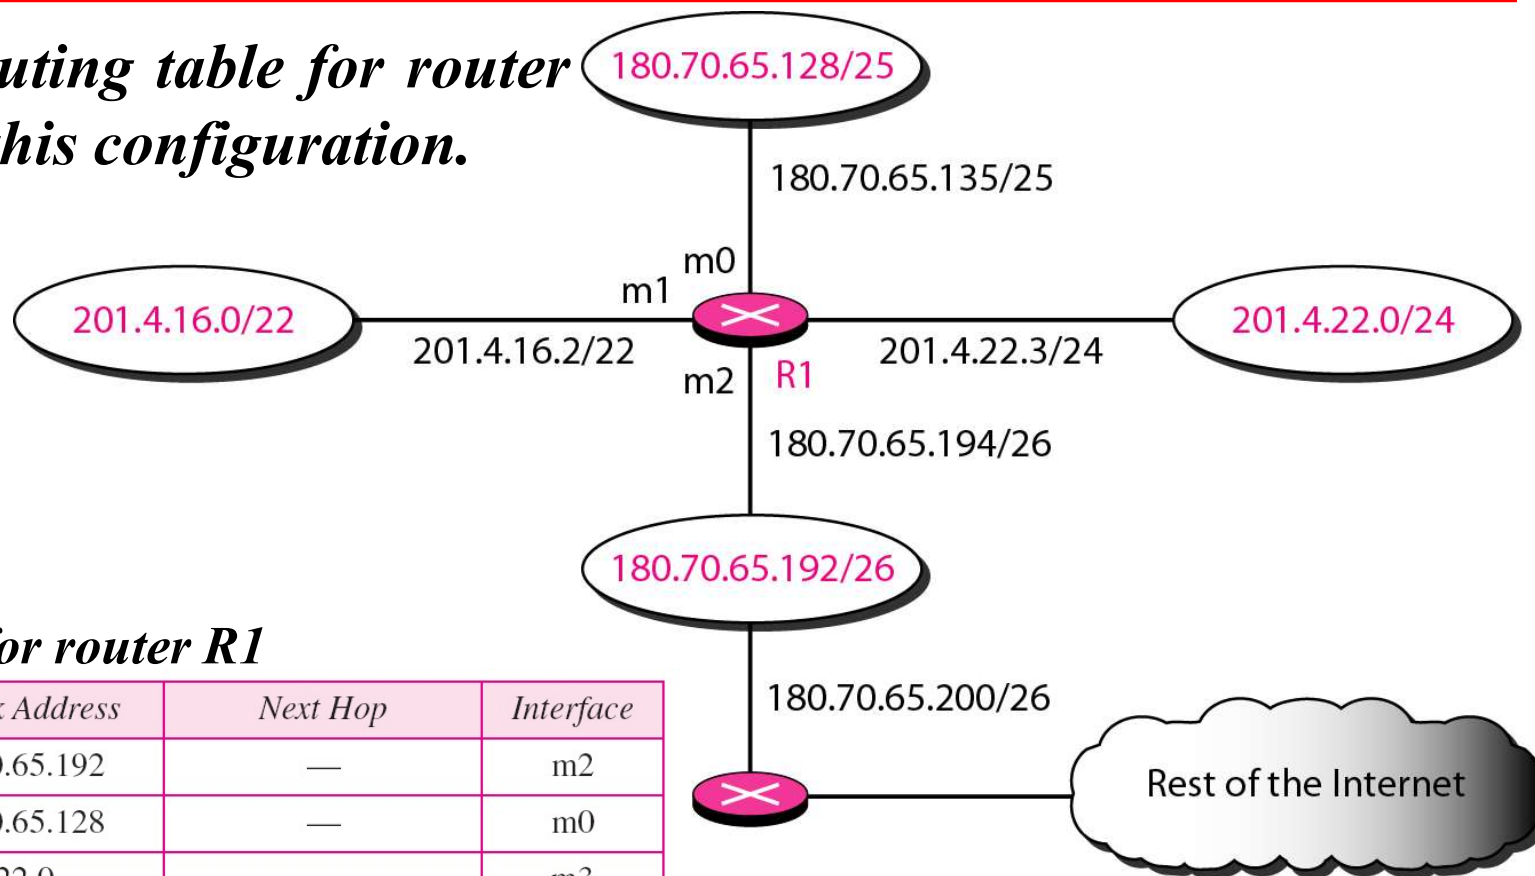 uting table for router
his configuration.
180.70.65.128/25
180.70.65.135/25
m0
m1
201.4.16.0/22
201.4.16.2/22
201.4.22.3/24
201.4.22.0/24
m2
R1
180.70.65.194/26
180.70.65.192/26
or router R1
Address Next Hop Interface
.65.192 — m2
.65.128 — m0
180.70.65.200/26
Rest of the Internet